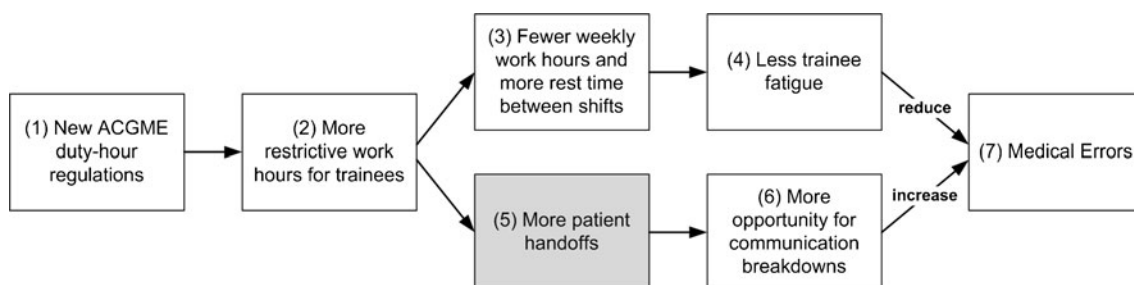 (1) New ACGME
duty-hour
regulations
(2) More
restrictive work
hours for trainees
(3) Fewer weekly
work hours and
more rest time
between shifts
(4) Less trainee
fatigue
reduce
(5) More patient
handoffs
(6) More
opportunity for
communication
breakdowns
increase
(7) Medical Errors